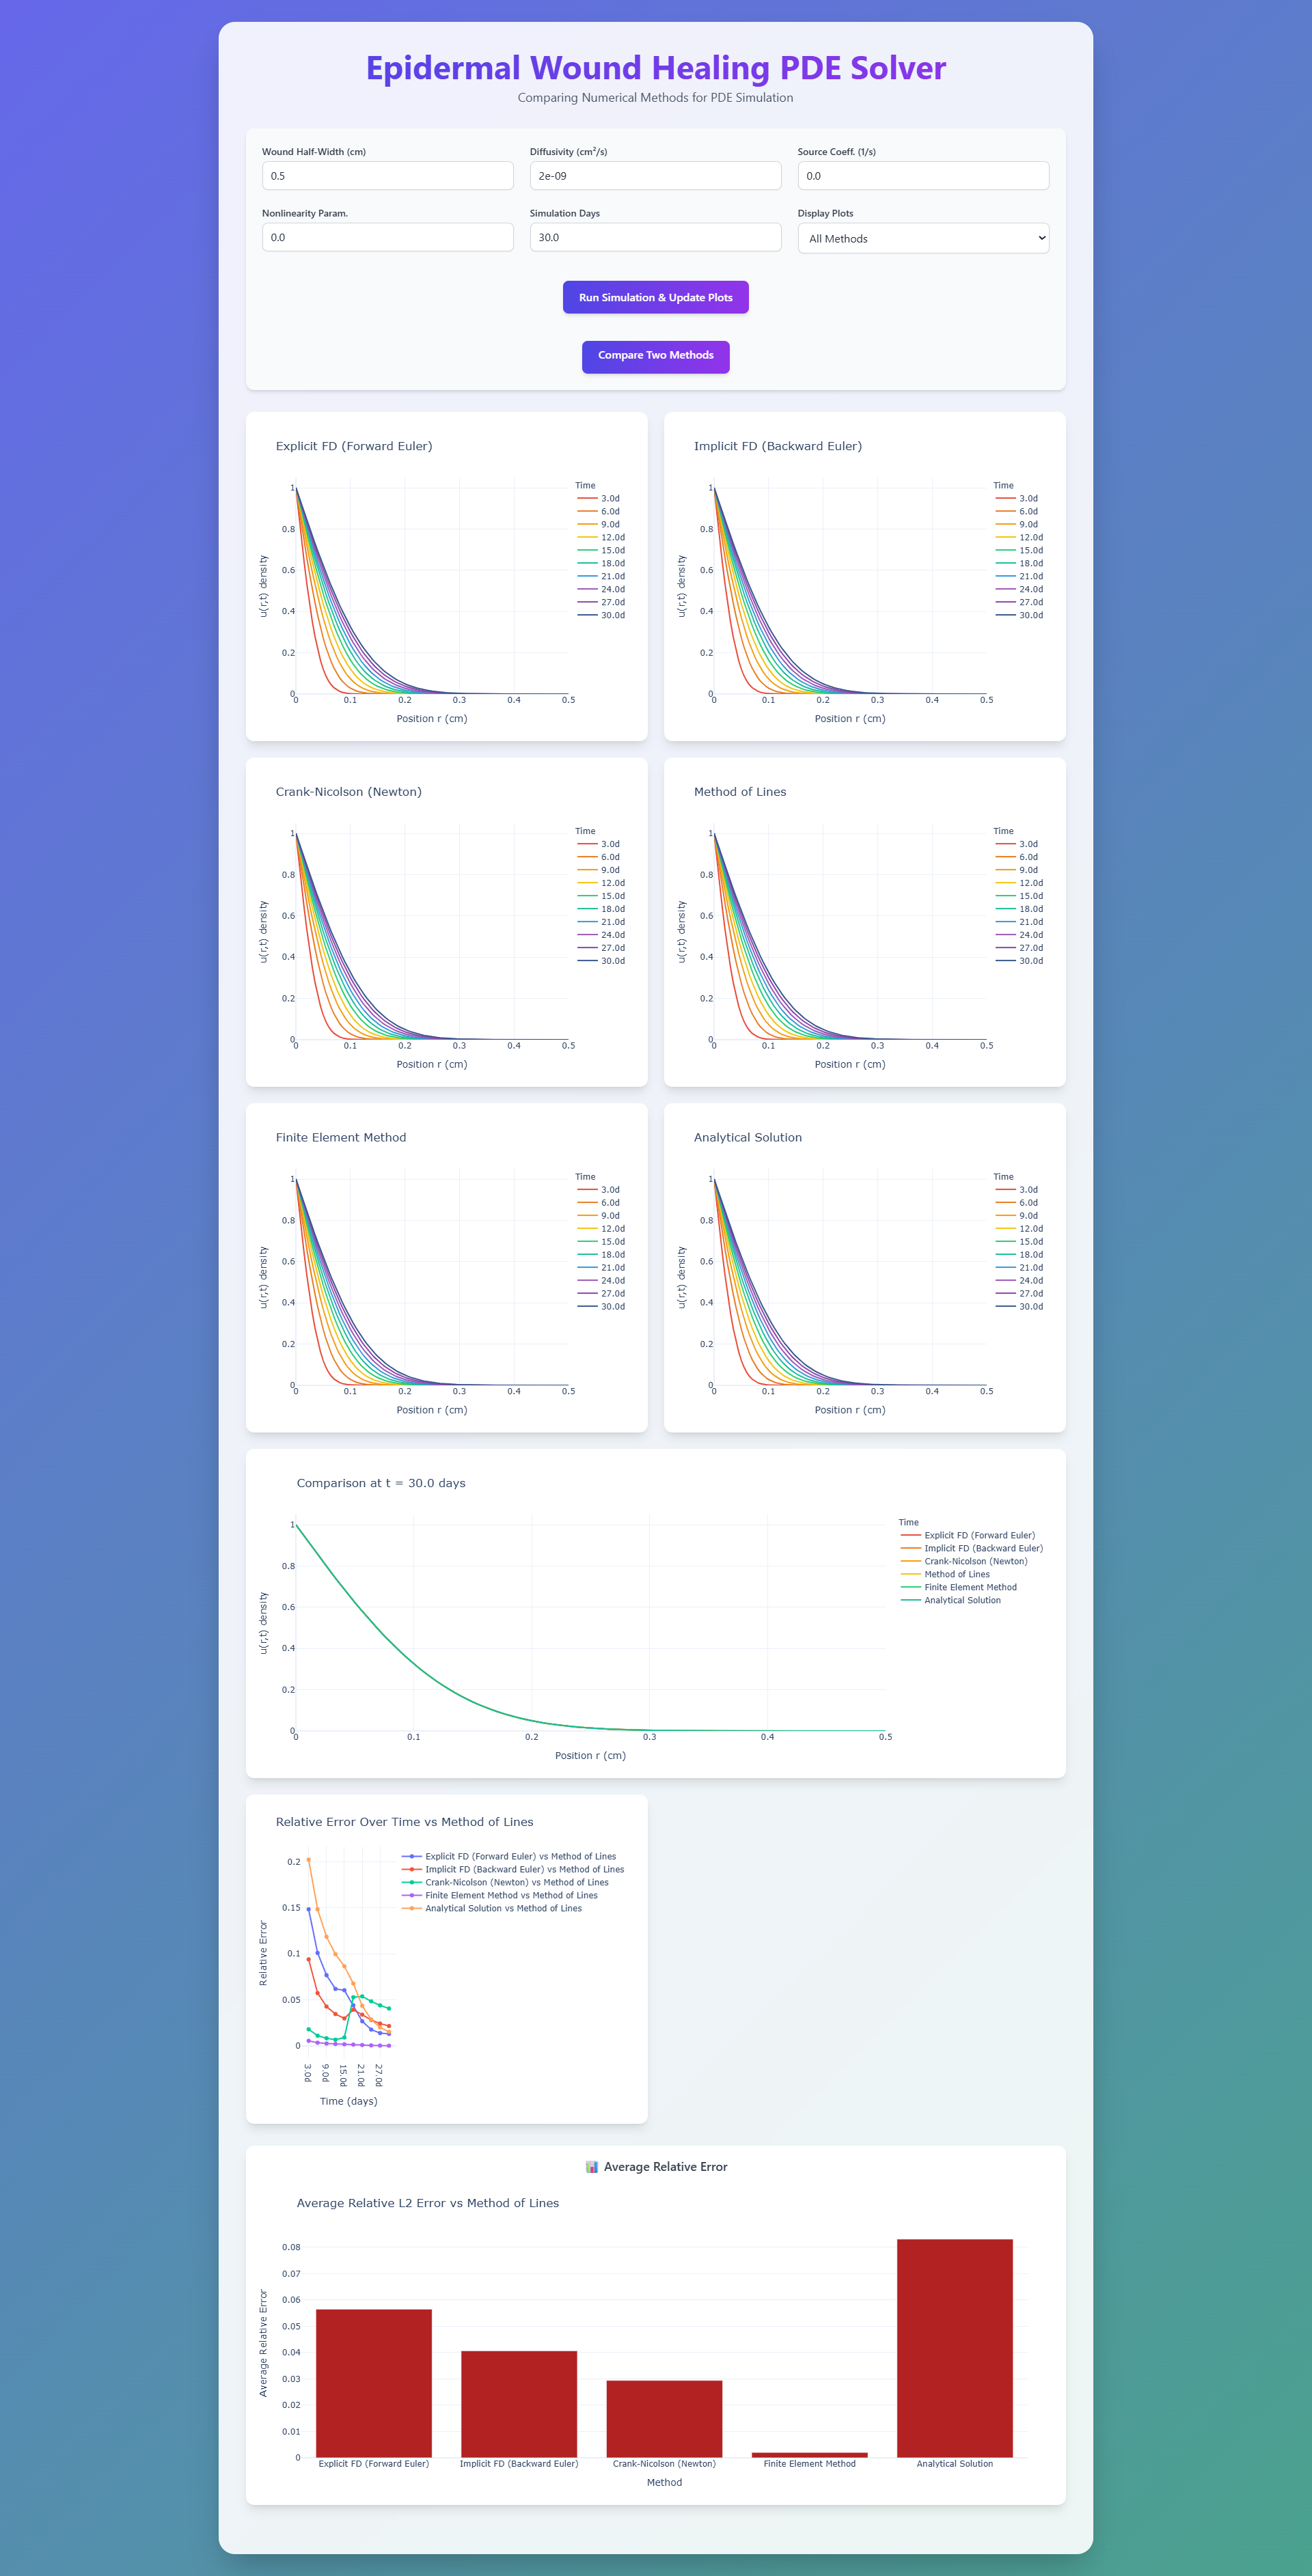 Epidermal Wound Healing PDE Solver
Comparing Numerical Methods for PDE Simulation
Wound Half-Width (cm) Diffusivity (cm²/s) Source Coeff. (1/s)
0.5 2e-09 0.0
Nonlinearity Param. Simulation Days Display Plots
0.0 30.0 All Methods
Run Simulation & Update Plots
Compare Two Methods
Explicit FD (Forward Euler)
u(r,t) density
1
0.8
0.6
0.4
0.2
0
0 0.1 0.2 0.3 0.4 0.5
Position r (cm)
Time
3.0d
6.0d
9.0d
12.0d
15.0d
18.0d
21.0d
24.0d
27.0d
30.0d
Implicit FD (Backward Euler)
u(r,t) density
1
0.8
0.6
0.4
0.2
0
0 0.1 0.2 0.3 0.4 0.5
Position r (cm)
Time
3.0d
6.0d
9.0d
12.0d
15.0d
18.0d
21.0d
24.0d
27.0d
30.0d
Crank-Nicolson (Newton)
u(r,t) density
1
0.8
0.6
0.4
0.2
0
0 0.1 0.2 0.3 0.4 0.5
Position r (cm)
Time
3.0d
6.0d
9.0d
12.0d
15.0d
18.0d
21.0d
24.0d
27.0d
30.0d
Method of Lines
u(r,t) density
1
0.8
0.6
0.4
0.2
0
0 0.1 0.2 0.3 0.4 0.5
Position r (cm)
Time
3.0d
6.0d
9.0d
12.0d
15.0d
18.0d
21.0d
24.0d
27.0d
30.0d
Finite Element Method
u(r,t) density
1
0.8
0.6
0.4
0.2
0
0 0.1 0.2 0.3 0.4 0.5
Position r (cm)
Time
3.0d
6.0d
9.0d
12.0d
15.0d
18.0d
21.0d
24.0d
27.0d
30.0d
Analytical Solution
u(r,t) density
1
0.8
0.6
0.4
0.2
0
0 0.1 0.2 0.3 0.4 0.5
Position r (cm)
Time
3.0d
6.0d
9.0d
12.0d
15.0d
18.0d
21.0d
24.0d
27.0d
30.0d
Comparison at t = 30.0 days
u(r,t) density
1
0.8
0.6
0.4
0.2
0
0 0.1 0.2 0.3 0.4 0.5
Position r (cm)
Time
Explicit FD (Forward Euler)
Implicit FD (Backward Euler)
Crank-Nicolson (Newton)
Method of Lines
Finite Element Method
Analytical Solution
Relative Error Over Time vs Method of Lines
Relative Error
0.2
0.15
0.1
0.05
0
3.0d 9.0d 15.0d 21.0d 27.0d
Time (days)
Explicit FD (Forward Euler) vs Method of Lines
Implicit FD (Backward Euler) vs Method of Lines
Crank-Nicolson (Newton) vs Method of Lines
Finite Element Method vs Method of Lines
Analytical Solution vs Method of Lines
📊 Average Relative Error
Average Relative L2 Error vs Method of Lines
Average Relative Error
0.08
0.07
0.06
0.05
0.04
0.03
0.02
0.01
0
Explicit FD (Forward Euler) Implicit FD (Backward Euler) Crank-Nicolson (Newton) Finite Element Method Analytical Solution
Method